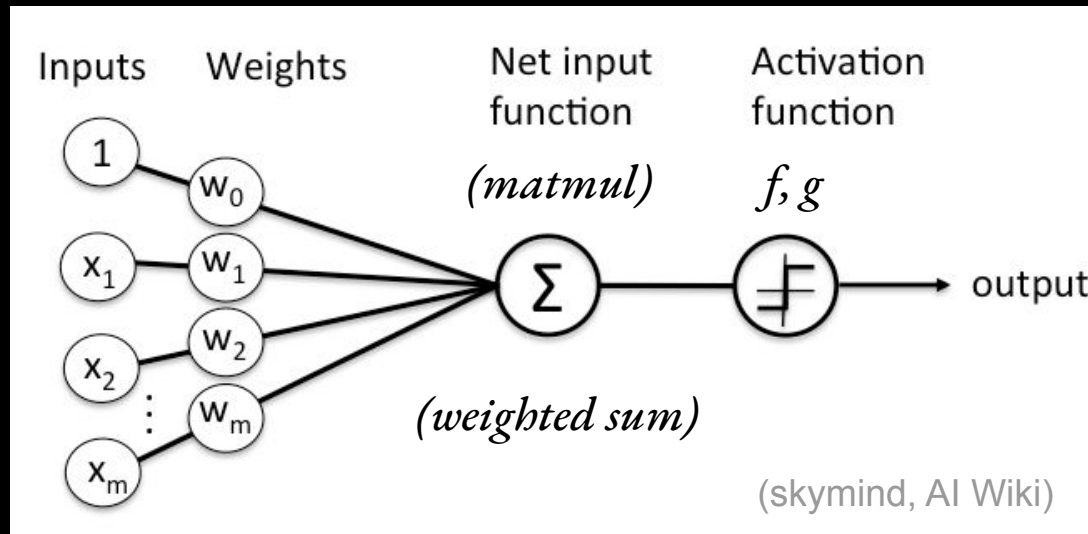 Inputs Weights Net input function Activation function
(matmul) f, g
1
w₀
x₁ w₁
x₂ w₂
⋮
xₘ wₘ
Σ
output
(weighted sum)
(skymind, AI Wiki)